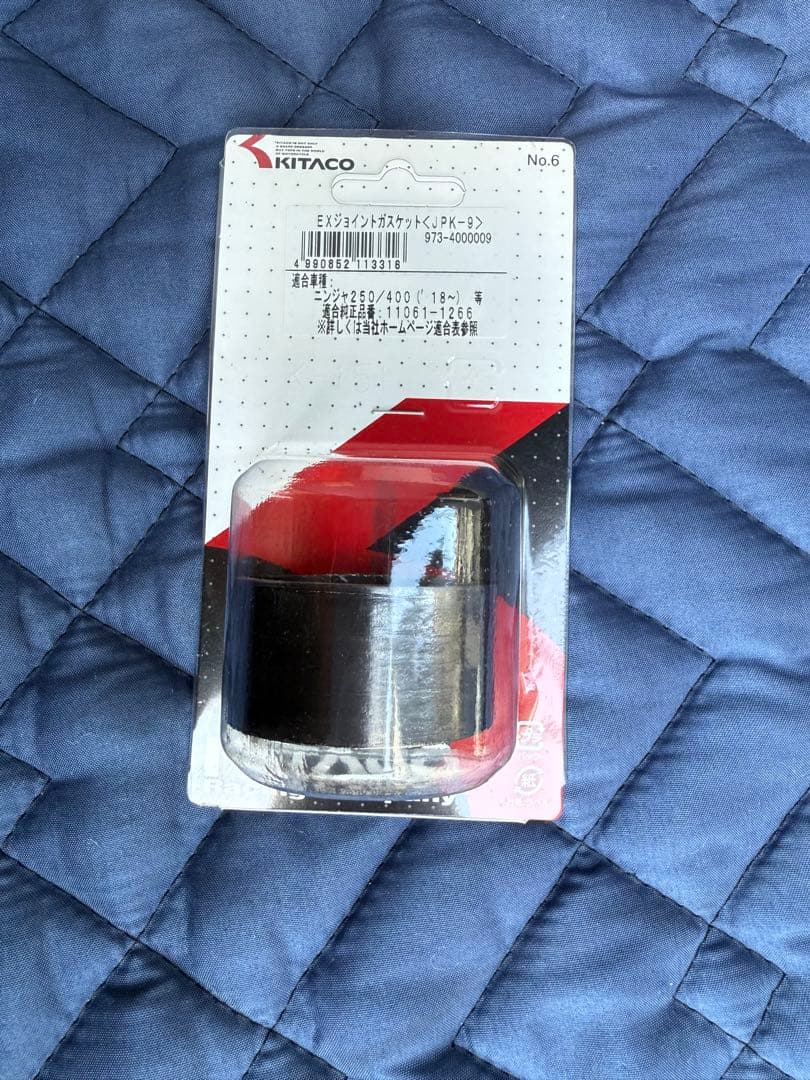 KITACO
No.6
EXジョイントガスケット<JPK-9>
973-4000009
4 990852 113316
適合車種:
ニンジャ250/400('18~) 等
適合純正品番:11061-1266
※詳しくは当社ホームページ適合表参照
プラ
紙